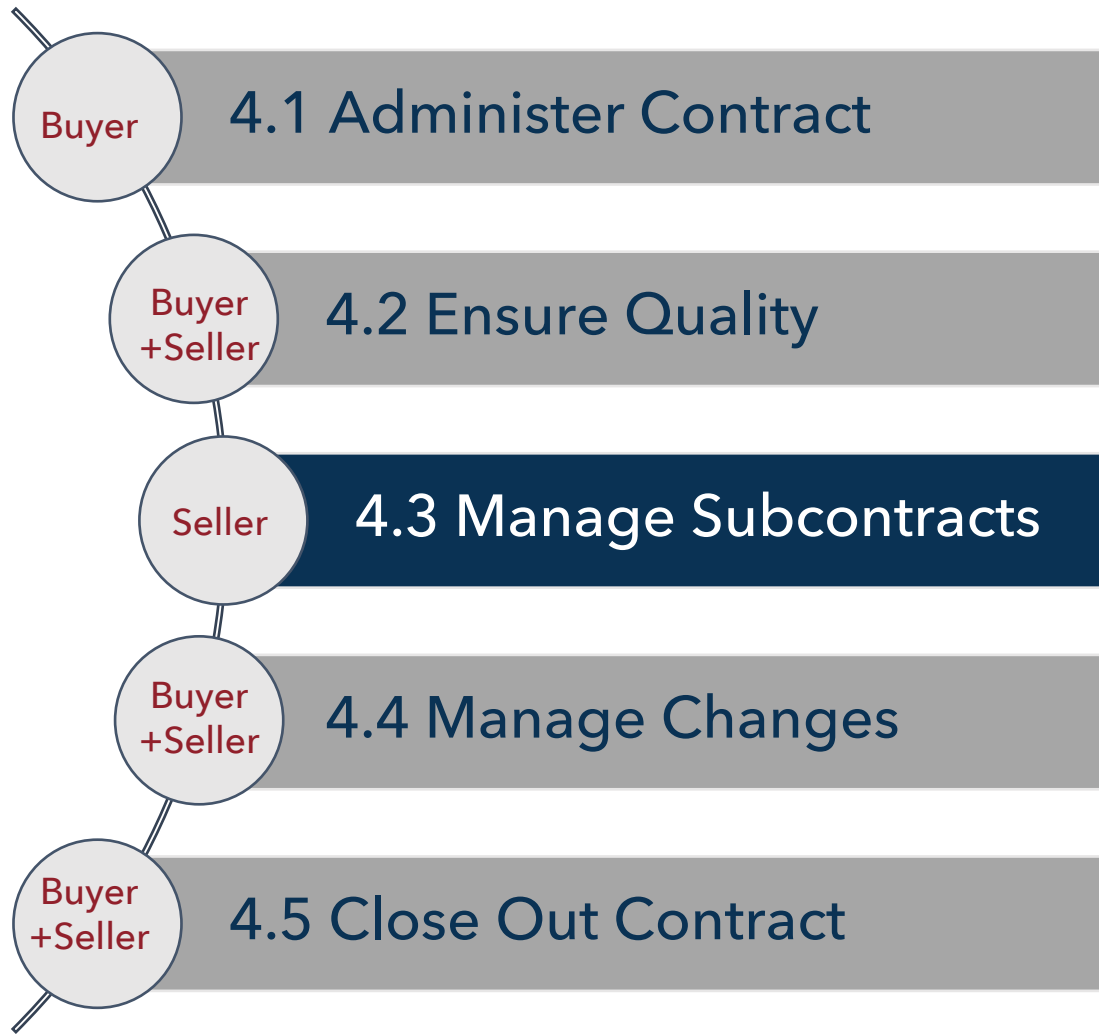 Buyer
4.1 Administer Contract
Buyer
+Seller
4.2 Ensure Quality
Seller
4.3 Manage Subcontracts
Buyer
+Seller
4.4 Manage Changes
Buyer
+Seller
4.5 Close Out Contract